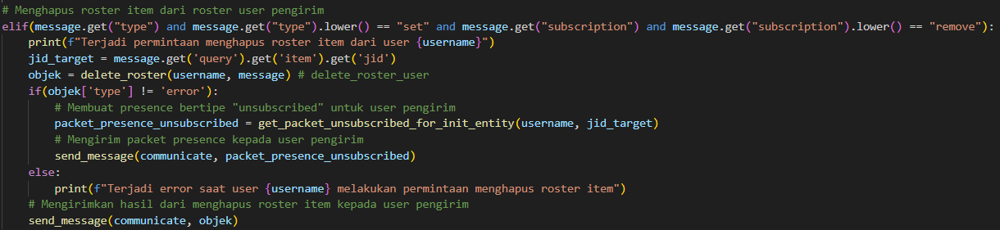 # Menghapus roster item dari roster user pengirim
elif(message.get("type") and message.get("type").lower() == "set" and message.get("subscription") and message.get("subscription").lower() == "remove"):
    print(f"Terjadi permintaan menghapus roster item dari user {username}")
    jid_target = message.get('query').get('item').get('jid')
    objek = delete_roster(username, message) # delete_roster_user
    if(objek['type'] != 'error'):
        # Membuat presence bertipe "unsubscribed" untuk user pengirim
        packet_presence_unsubscribed = get_packet_unsubscribed_for_init_entity(username, jid_target)
        # Mengirim packet presence kepada user pengirim
        send_message(communicate, packet_presence_unsubscribed)
    else:
        print(f"Terjadi error saat user {username} melakukan permintaan menghapus roster item")
    # Mengirimkan hasil dari menghapus roster item kepada user pengirim
    send_message(communicate, objek)